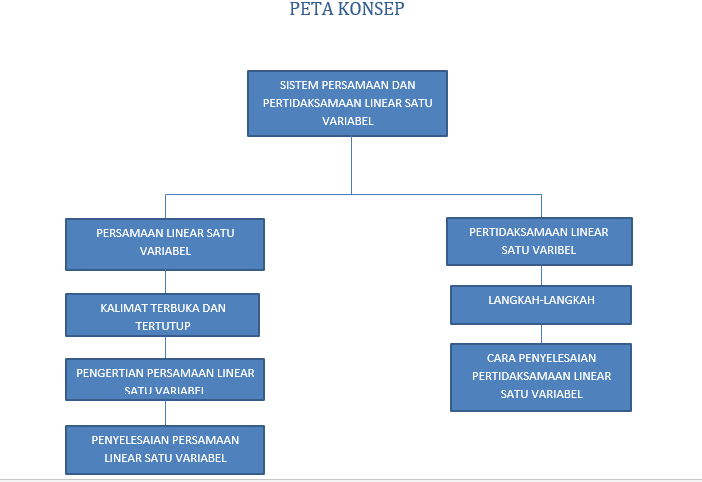 PETA KONSEP
SISTEM PERSAMAAN DAN
PERTIDAKSAMAAN LINEAR SATU
VARIABEL
PERSAMAAN LINEAR SATU
VARIABEL
KALIMAT TERBUKA DAN
TERTUTUP
PENGERTIAN PERSAMAAN LINEAR
SATU VARIABEL
PENYELESAIAN PERSAMAAN
LINEAR SATU VARIABEL
PERTIDAKSAMAAN LINEAR
SATU VARIBEL
LANGKAH-LANGKAH
CARA PENYELESAIAN
PERTIDAKSAMAAN LINEAR
SATU VARIABEL